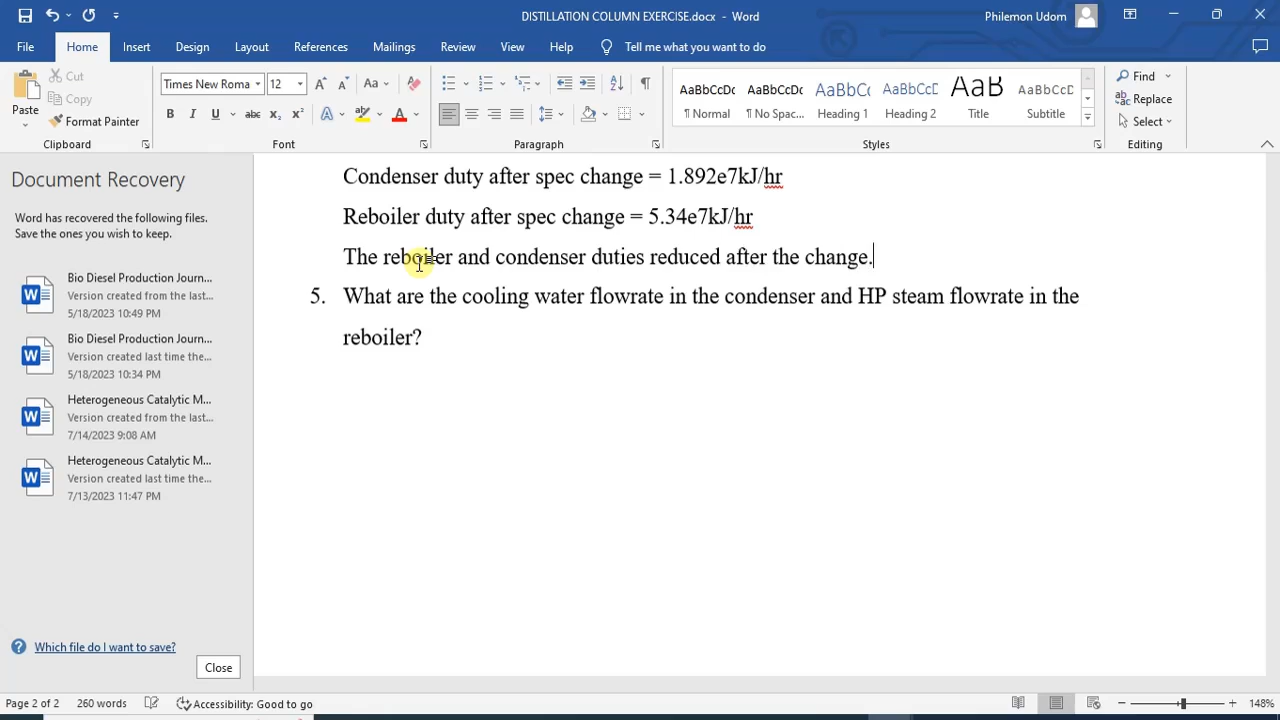 DISTILLATION COLUMN EXERCISE.docx - Word
Philemon Udom
File Home Insert Design Layout References Mailings Review View Help Tell me what you want to do
Paste
Cut
Copy
Format Painter
Clipboard
Times New Roma 12
Font
Paragraph
AaBbCcDc AaBbCcDc AaBbCc AaBbCcD AaB AaBbCcD
¶ Normal ¶ No Spac... Heading 1 Heading 2 Title Subtitle
Styles
Find
Replace
Select
Editing
Document Recovery
Word has recovered the following files.
Save the ones you wish to keep.
Bio Diesel Production Journ...
Version created from the last...
5/18/2023 10:49 PM
Bio Diesel Production Journ...
Version created last time the...
5/18/2023 10:34 PM
Heterogeneous Catalytic M...
Version created from the last...
7/14/2023 9:08 AM
Heterogeneous Catalytic M...
Version created last time the...
7/13/2023 11:47 PM
Which file do I want to save?
Close
Condenser duty after spec change = 1.892e7kJ/hr
Reboiler duty after spec change = 5.34e7kJ/hr
The reboiler and condenser duties reduced after the change.
5. What are the cooling water flowrate in the condenser and HP steam flowrate in the
reboiler?
Page 2 of 2 260 words Accessibility: Good to go 148%